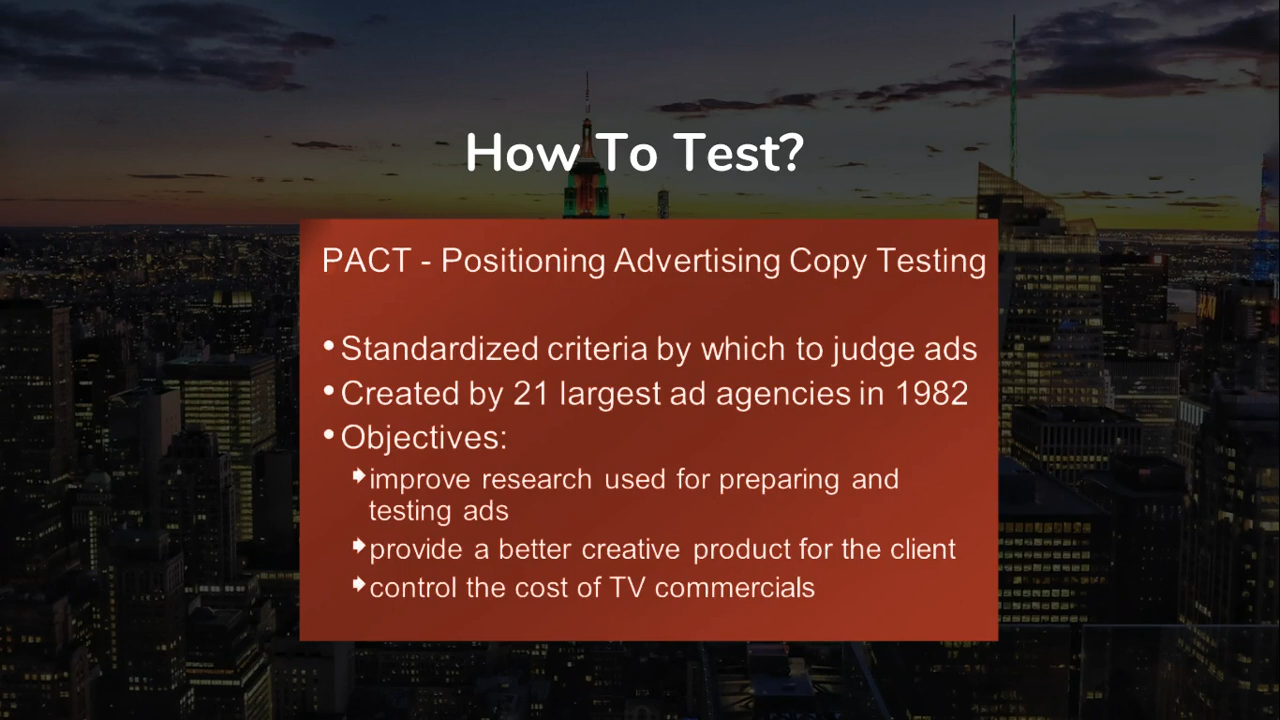 How To Test?
PACT - Positioning Advertising Copy Testing
• Standardized criteria by which to judge ads
• Created by 21 largest ad agencies in 1982
• Objectives:
improve research used for preparing and
testing ads
provide a better creative product for the client
control the cost of TV commercials